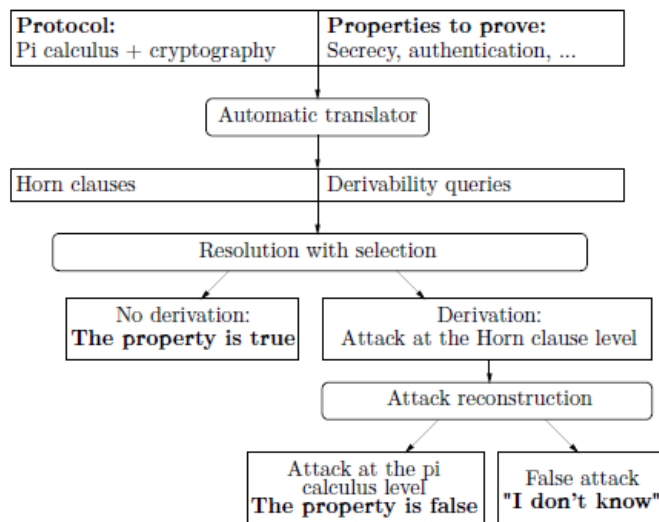 Protocol:
Pi calculus + cryptography
Properties to prove:
Secrecy, authentication, ...
Automatic translator
Horn clauses
Derivability queries
Resolution with selection
No derivation:
The property is true
Derivation:
Attack at the Horn clause level
Attack reconstruction
Attack at the pi
calculus level
The property is false
False attack
"I don't know"